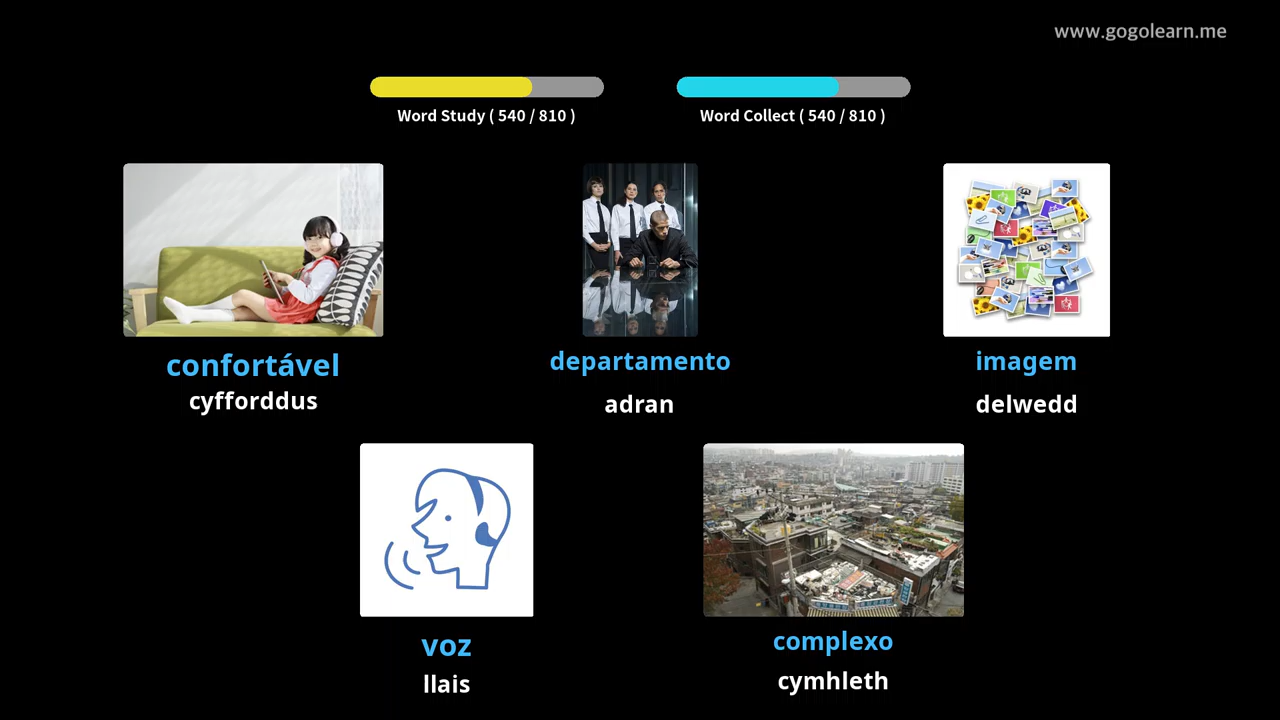 www.gogolearn.me
Word Study ( 540 / 810 )
Word Collect ( 540 / 810 )
confortável
cyfforddus
departamento
adran
imagem
delwedd
voz
llais
complexo
cymhleth